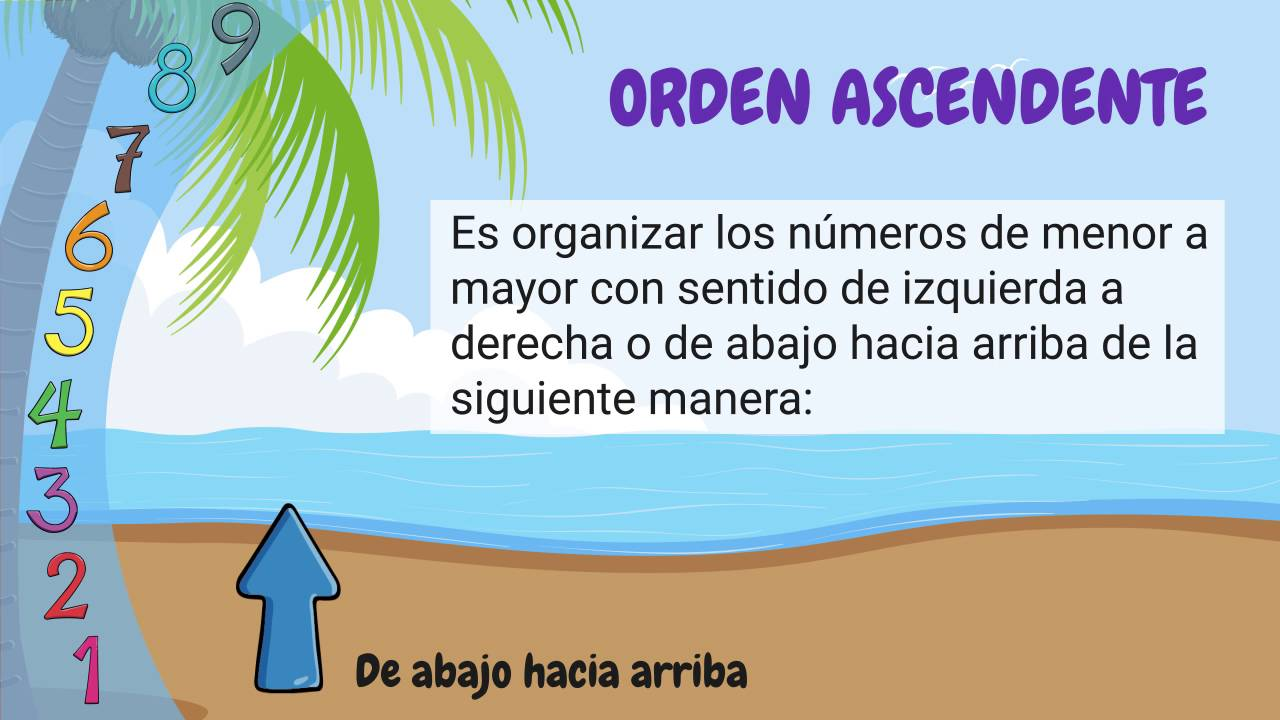 9
8
7
6
5
4
3
2
1
ORDEN ASCENDENTE
Es organizar los números de menor a
mayor con sentido de izquierda a
derecha o de abajo hacia arriba de la
siguiente manera:
De abajo hacia arriba